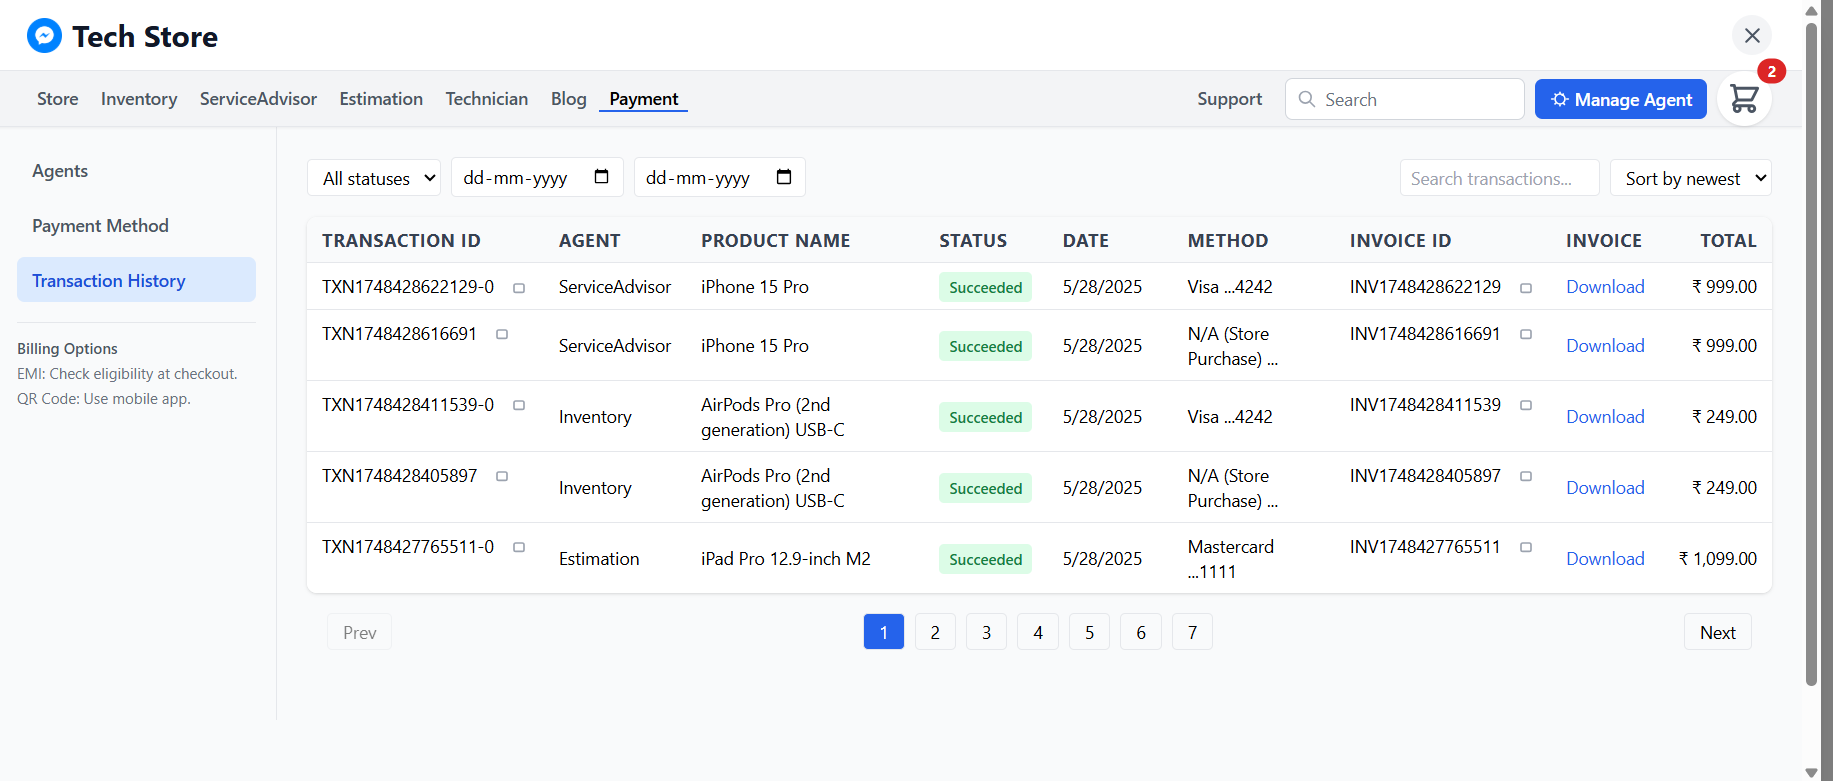 Tech Store
2
Store Inventory ServiceAdvisor Estimation Technician Blog Payment Support Search Manage Agent
Agents
Payment Method
Transaction History
Billing Options
EMI: Check eligibility at checkout.
QR Code: Use mobile app.
All statuses dd-mm-yyyy dd-mm-yyyy Search transactions... Sort by newest
TRANSACTION ID AGENT PRODUCT NAME STATUS DATE METHOD INVOICE ID INVOICE TOTAL
TXN1748428622129-0 ServiceAdvisor iPhone 15 Pro Succeeded 5/28/2025 Visa ...4242 INV1748428622129 Download ₹ 999.00
TXN1748428616691 ServiceAdvisor iPhone 15 Pro Succeeded 5/28/2025 N/A (Store
Purchase) ... INV1748428616691 Download ₹ 999.00
TXN1748428411539-0 Inventory AirPods Pro (2nd
generation) USB-C Succeeded 5/28/2025 Visa ...4242 INV1748428411539 Download ₹ 249.00
TXN1748428405897 Inventory AirPods Pro (2nd
generation) USB-C Succeeded 5/28/2025 N/A (Store
Purchase) ... INV1748428405897 Download ₹ 249.00
TXN1748427765511-0 Estimation iPad Pro 12.9-inch M2 Succeeded 5/28/2025 Mastercard
...1111 INV1748427765511 Download ₹ 1,099.00
Prev 1 2 3 4 5 6 7 Next